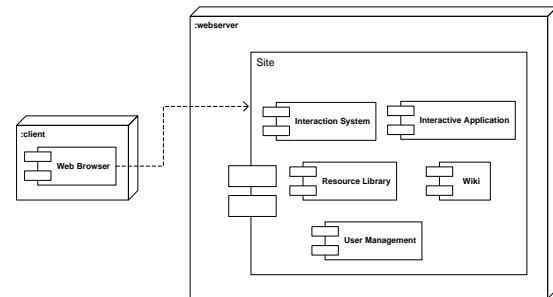 :webserver
Site
Interaction System
Interactive Application
:client
Web Browser
Resource Library
Wiki
User Management